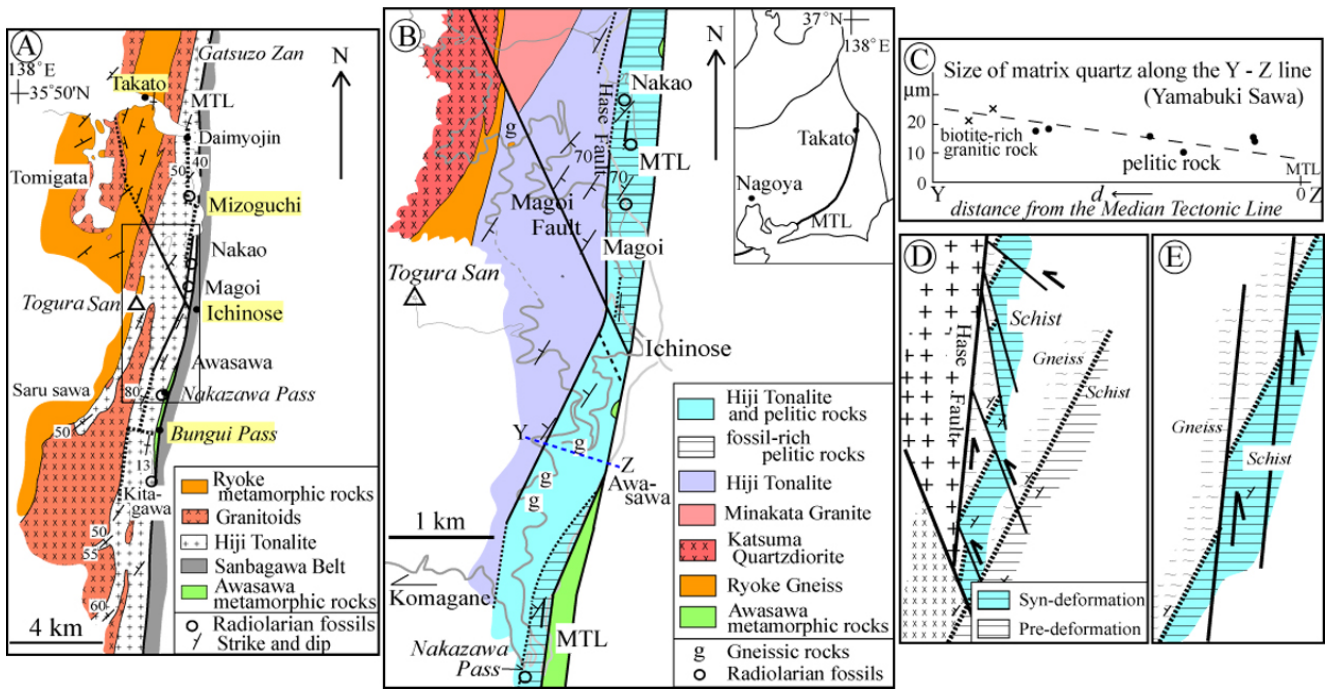 A
138°E
35°50'N
Gatsuzo Zan
N
Takato
MTL
Daimyojin
40
50
Tomigata
Mizoguchi
Nakao
Magoi
Togura San
Ichinose
Awasawa
Saru sawa
80
Nakazawa Pass
50
Bungui Pass
13
Kita-
gawa
50
55
60
4 km
Ryoke
metamorphic rocks
Granitoids
Hiji Tonalite
Sanbagawa Belt
Awasawa
metamorphic rocks
Radiolarian fossils
Strike and dip
B
N
Nakao
Hase Fault
g
MTL
70
70
Magoi
Fault
Magoi
Togura San
Ichinose
Y
g
Z
g
Awa-
sawa
1 km
g
Komagane
MTL
Nakazawa
Pass
37°N
138°E
Takato
Nagoya
MTL
Hiji Tonalite
and pelitic rocks
fossil-rich
pelitic rocks
Hiji Tonalite
Minakata Granite
Katsuma
Quartzdiorite
Ryoke Gneiss
Awasawa
metamorphic rocks
g Gneissic rocks
Radiolarian fossils
C
Size of matrix quartz along the Y - Z line
(Yamabuki Sawa)
µm
20
10
0
biotite-rich
granitic rock
pelitic rock
MTL
Y
d
0
Z
distance from the Median Tectonic Line
D
Hase Fault
Schist
Gneiss
Schist
Syn-deformation
Pre-deformation
E
Gneiss
Schist